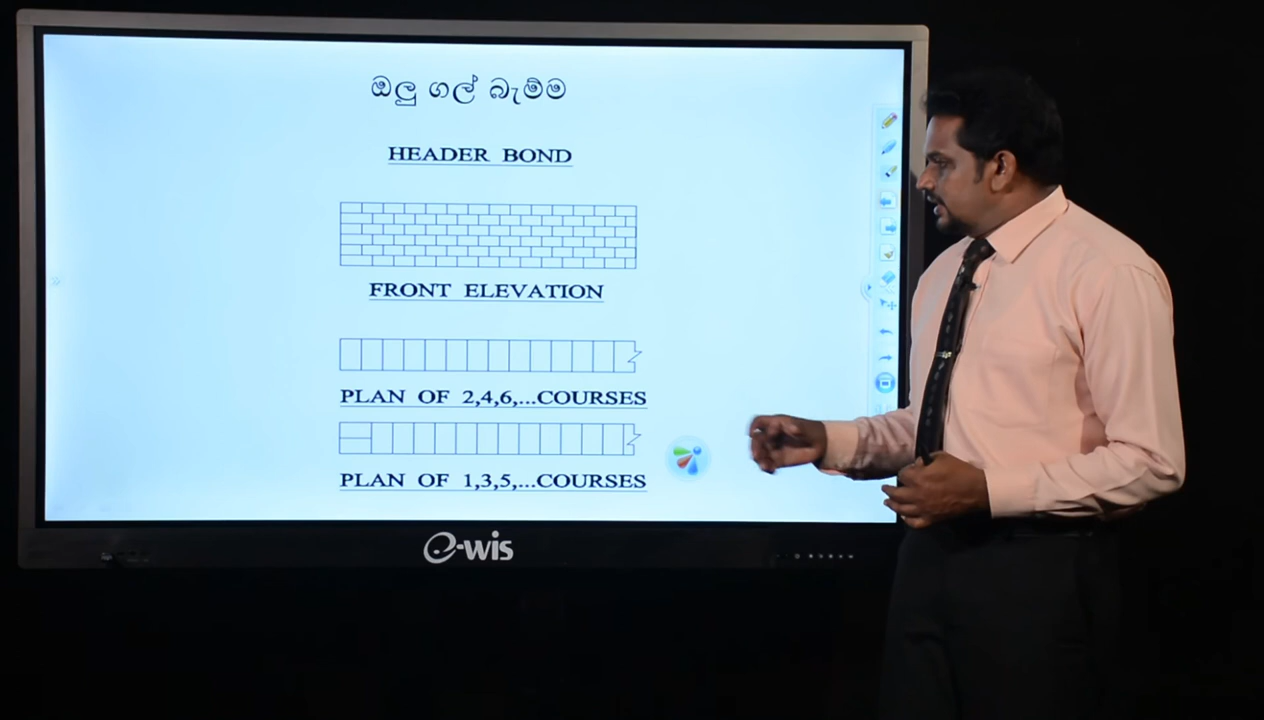 ඔලු ගල් බැම්ම
HEADER BOND
FRONT ELEVATION
PLAN OF 2,4,6,...COURSES
PLAN OF 1,3,5,...COURSES
e-wis